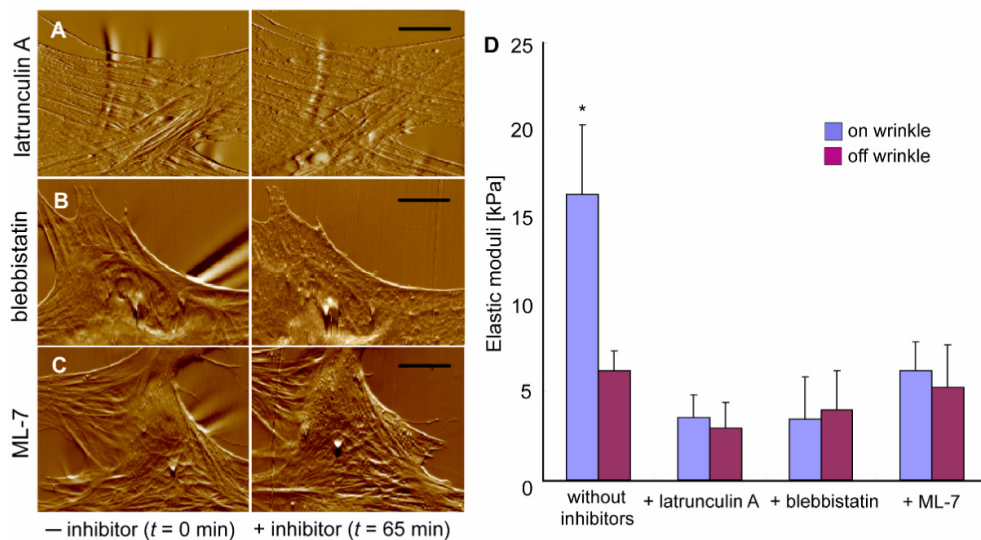 A
latrunculin A
B
blebbistatin
C
ML-7
— inhibitor (t = 0 min)
+ inhibitor (t = 65 min)
D
Elastic moduli [kPa]
25
20
15
10
5
0
*
on wrinkle
off wrinkle
without
inhibitors
+ latrunculin A
+ blebbistatin
+ ML-7